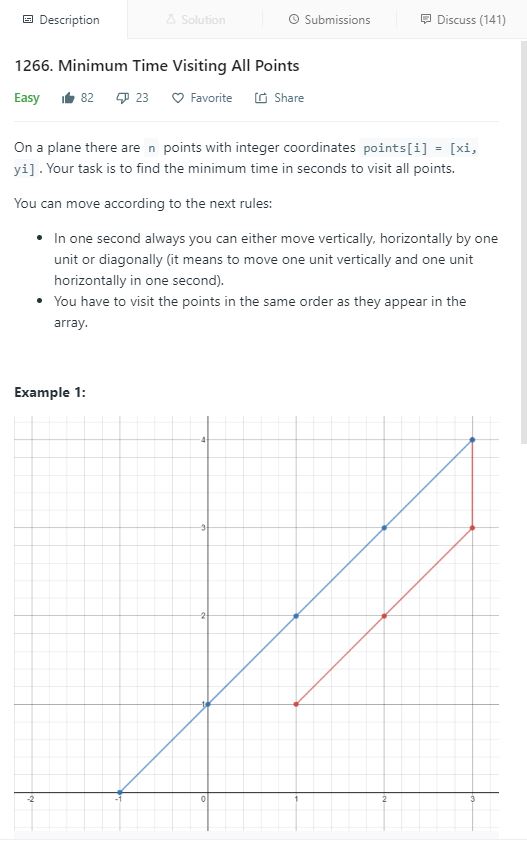 Description Solution Submissions Discuss (141)
1266. Minimum Time Visiting All Points
Easy 82 23 Favorite Share
On a plane there are n points with integer coordinates points[i] = [xi,
yi] . Your task is to find the minimum time in seconds to visit all points.
You can move according to the next rules:
• In one second always you can either move vertically, horizontally by one
unit or diagonally (it means to move one unit vertically and one unit
horizontally in one second).
• You have to visit the points in the same order as they appear in the
array.
Example 1:
4
3
2
1
-2 -1 0 1 2 3